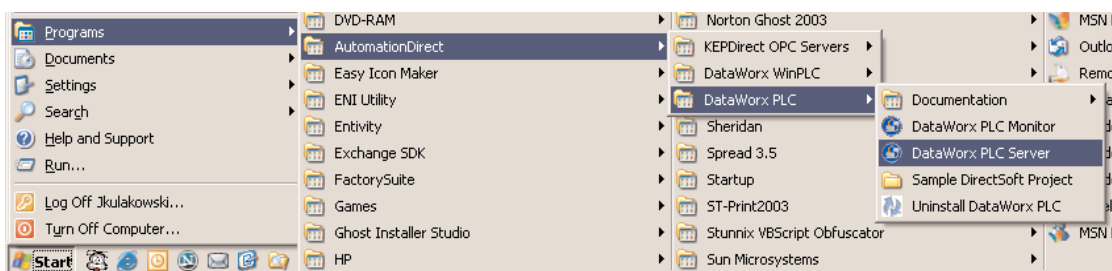 Programs
Documents
Settings
Search
Help and Support
Run...
Log Off Jkulakowski...
Turn Off Computer...
Start
DVD-RAM
AutomationDirect
Easy Icon Maker
ENI Utility
Entivity
Exchange SDK
FactorySuite
Games
Ghost Installer Studio
HP
Norton Ghost 2003
KEPDirect OPC Servers
DataWorx WinPLC
DataWorx PLC
Sheridan
Spread 3.5
Startup
ST-Print2003
Stunnix VBScript Obfuscator
Sun Microsystems
Documentation
DataWorx PLC Monitor
DataWorx PLC Server
Sample DirectSoft Project
Uninstall DataWorx PLC
MSN
Outlo
Remo
MSN